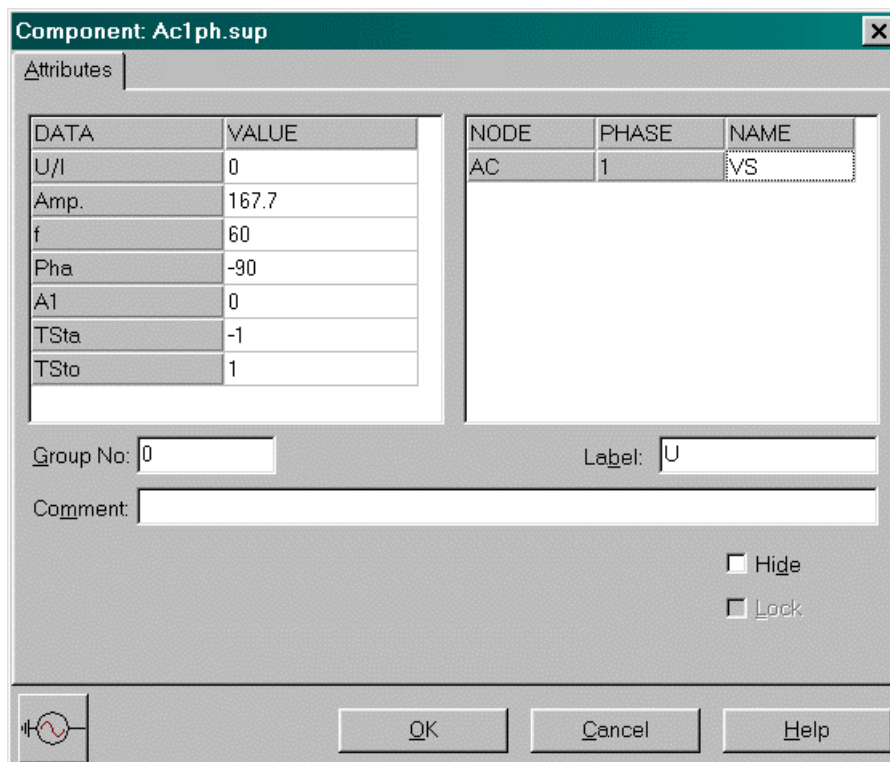 Component: Ac1ph.sup
Attributes
DATA VALUE
U/I 0
Amp. 167.7
f 60
Pha -90
A1 0
TSta -1
TSto 1
NODE PHASE NAME
AC 1 VS
Group No: 0
Label: U
Comment:
Hide
Lock
OK
Cancel
Help